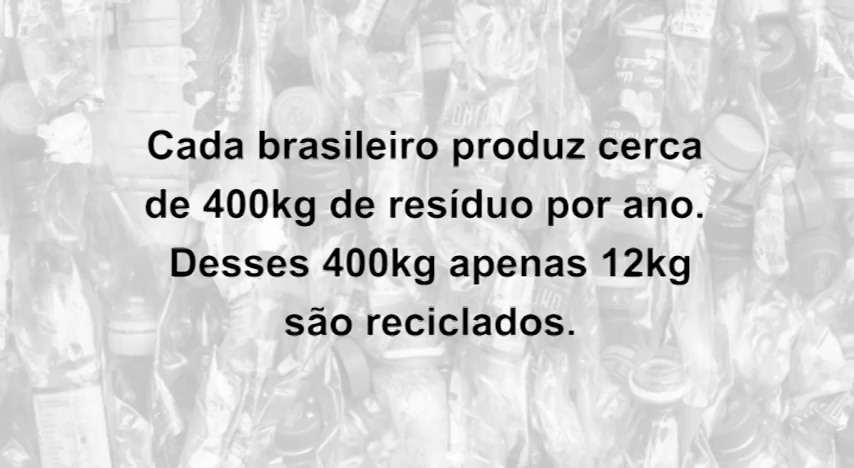 Cada brasileiro produz cerca
de 400kg de resíduo por ano.
Desses 400kg apenas 12kg
são reciclados.